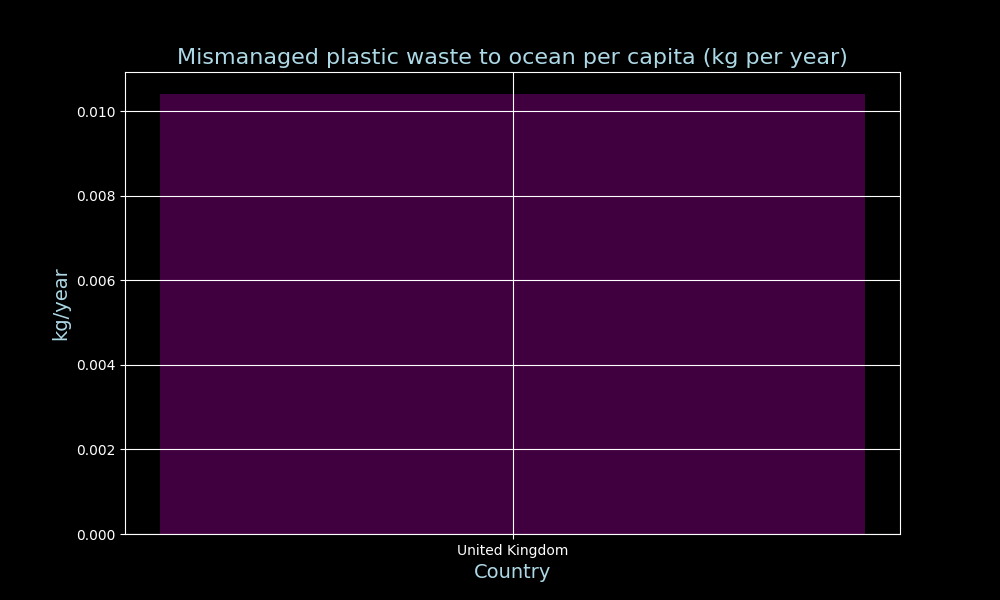 Mismanaged plastic waste to ocean per capita (kg per year)
0.010
0.008
0.006
0.004
0.002
0.000
kg/year
United Kingdom
Country